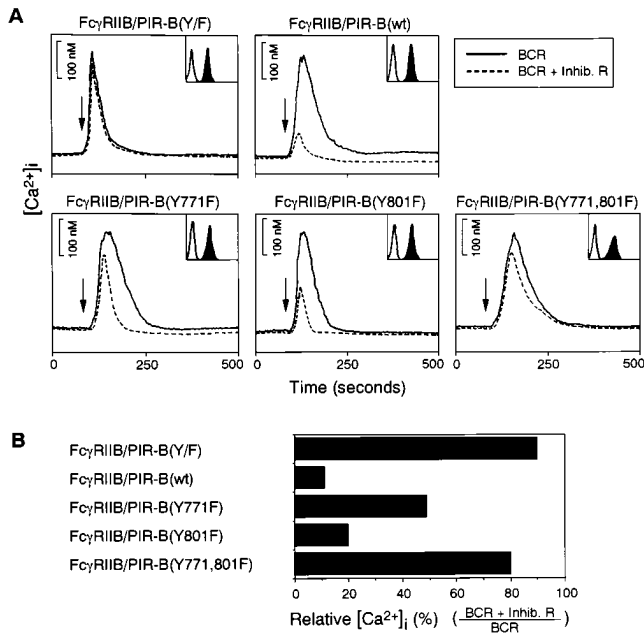 A
FcγRIIB/PIR-B(Y/F)
FcγRIIB/PIR-B(wt)
100 nM
100 nM
BCR
BCR + Inhib. R
[Ca²⁺]i
FcγRIIB/PIR-B(Y771F)
FcγRIIB/PIR-B(Y801F)
FcγRIIB/PIR-B(Y771,801F)
100 nM
100 nM
100 nM
0 250 500
0 250 500
0 250 500
Time (seconds)
B
FcγRIIB/PIR-B(Y/F)
FcγRIIB/PIR-B(wt)
FcγRIIB/PIR-B(Y771F)
FcγRIIB/PIR-B(Y801F)
FcγRIIB/PIR-B(Y771,801F)
0 20 40 60 80 100
Relative [Ca²⁺]i (%) (BCR + Inhib. R / BCR)